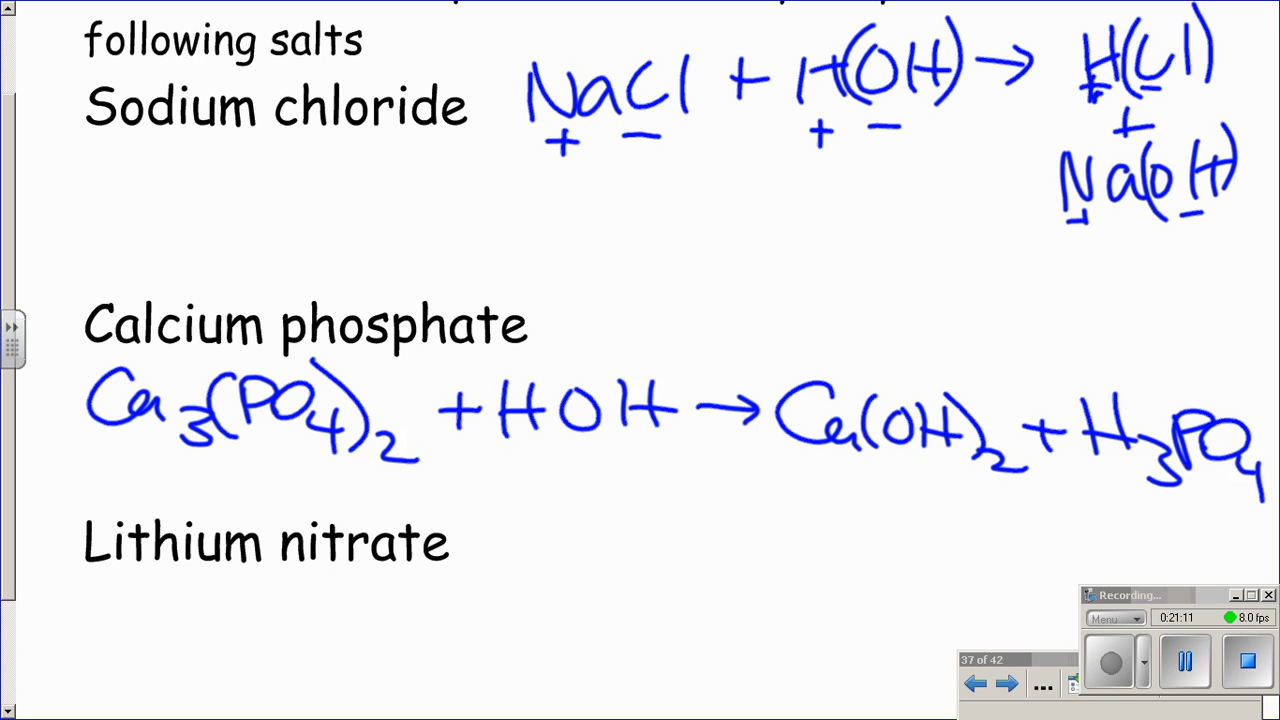 following salts
Sodium chloride NaCl + H(OH) → H(Cl)
+ − + − + −
+
Na(OH)
+ −
Calcium phosphate
Ca3(PO4)2 + HOH → Ca(OH)2 + H3PO4
Lithium nitrate
Recording...
Menu 0:21:11 8.0 fps
37 of 42
...